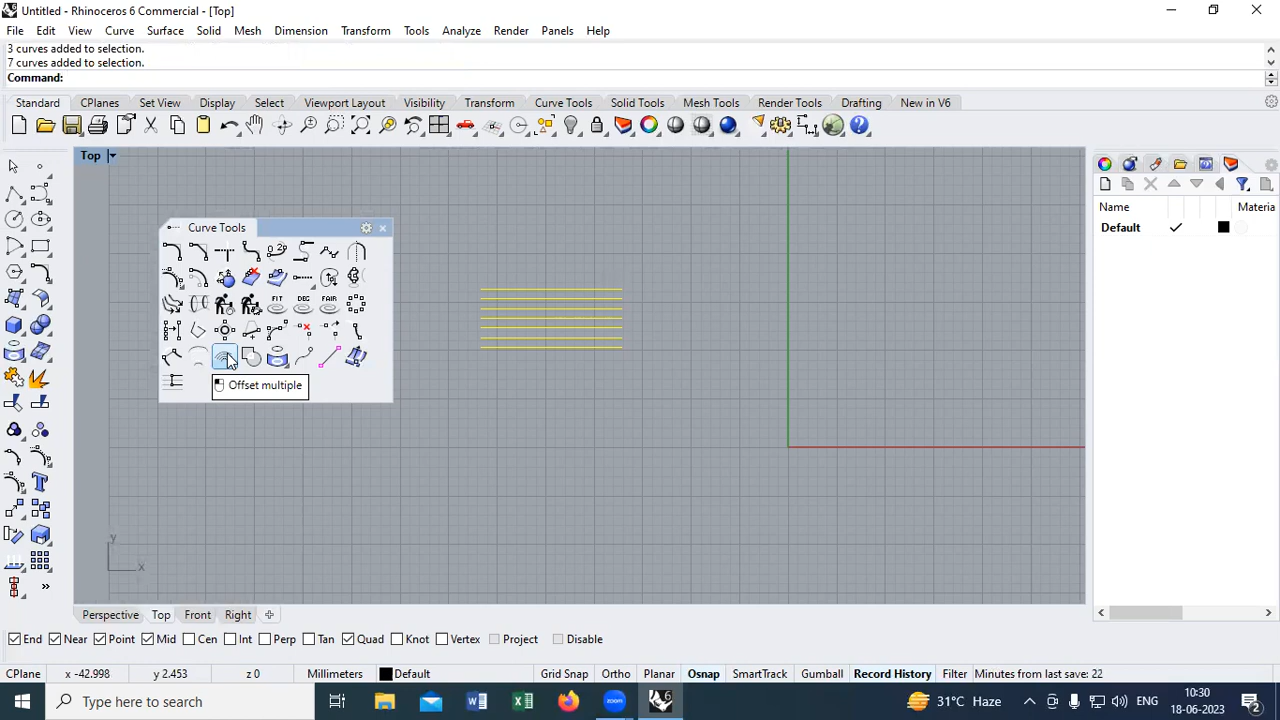 Untitled - Rhinoceros 6 Commercial - [Top]
File Edit View Curve Surface Solid Mesh Dimension Transform Tools Analyze Render Panels Help
3 curves added to selection.
7 curves added to selection.
Command:
Standard CPlanes Set View Display Select Viewport Layout Visibility Transform Curve Tools Solid Tools Mesh Tools Render Tools Drafting New in V6
Top
Curve Tools
FIT DEG FAIR
Offset multiple
Name Materia
Default
y
x
Perspective Top Front Right
End Near Point Mid Cen Int Perp Tan Quad Knot Vertex Project Disable
CPlane x -42.998 y 2.453 z 0 Millimeters Default Grid Snap Ortho Planar Osnap SmartTrack Gumball Record History Filter Minutes from last save: 22
Type here to search
zoom
31°C Haze
ENG
10:30
18-06-2023
2